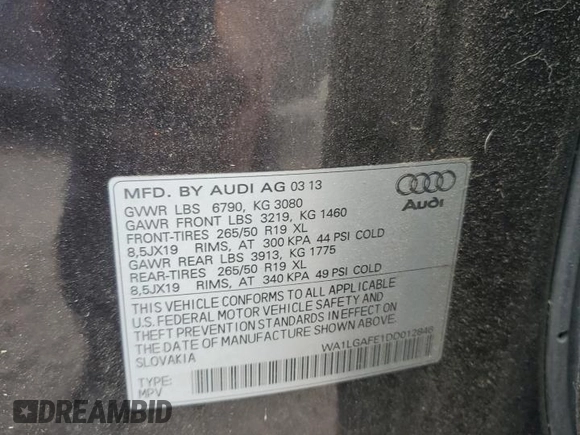 MFD. BY AUDI AG 03 13
GVWR LBS 6790, KG 3080
GAWR FRONT LBS 3219, KG 1460
FRONT-TIRES 265/50 R19 XL
8,5JX19 RIMS, AT 300 KPA 44 PSI COLD
GAWR REAR LBS 3913, KG 1775
REAR-TIRES 265/50 R19 XL
8,5JX19 RIMS, AT 340 KPA 49 PSI COLD
Audi
THIS VEHICLE CONFORMS TO ALL APPLICABLE
U.S. FEDERAL MOTOR VEHICLE SAFETY AND
THEFT PREVENTION STANDARDS IN EFFECT ON
THE DATE OF MANUFACTURE SHOWN ABOVE.
SLOVAKIA
TYPE:
MPV
DREAMBID